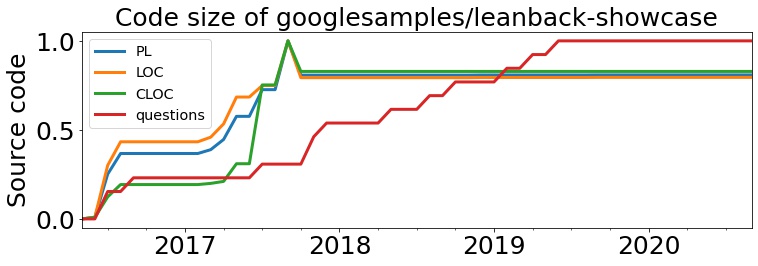 Code size of googlesamples/leanback-showcase
Source code
1.0
0.5
0.0
PL
LOC
CLOC
questions
2017 2018 2019 2020